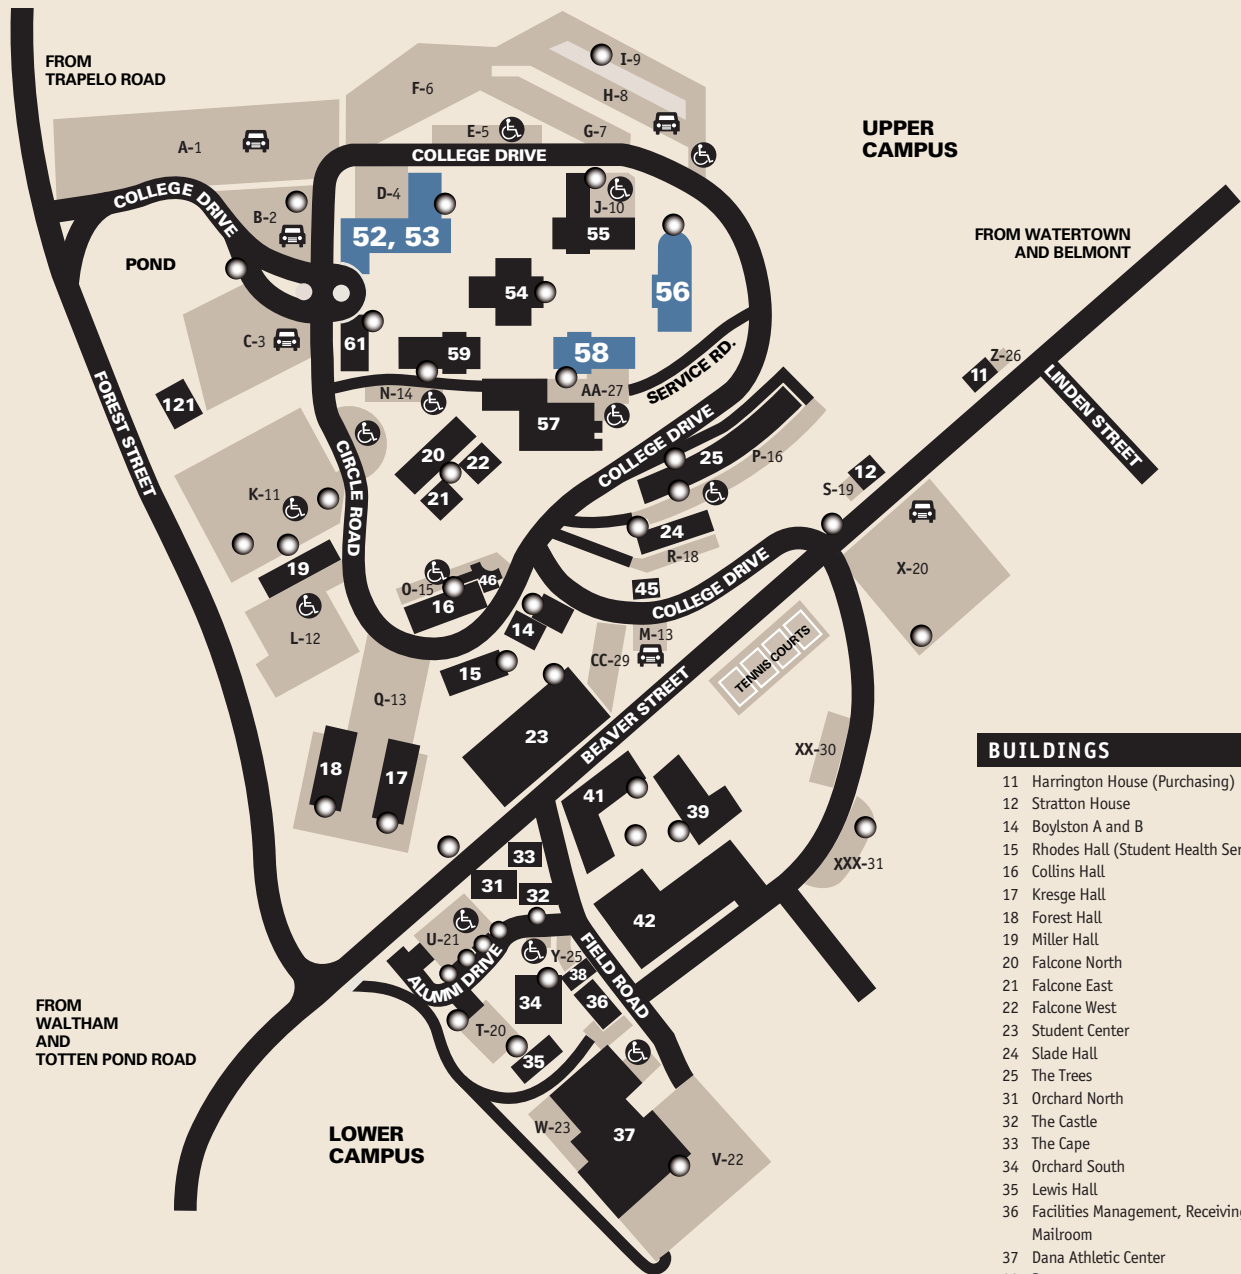 FROM
TRAPELO ROAD
I-9
F-6
H-8
E-5
G-7
UPPER
CAMPUS
A-1
COLLEGE DRIVE
D-4
COLLEGE DRIVE
J-10
B-2
52, 53
55
FROM WATERTOWN
AND BELMONT
POND
54
56
C-3
61
59
58
SERVICE RD.
Z-26
11
N-14
AA-27
LINDEN STREET
121
FOREST STREET
57
COLLEGE DRIVE
CIRCLE ROAD
20
22
21
25
P-16
12
S-19
K-11
24
R-18
X-20
19
O-15
46
16
45
COLLEGE DRIVE
14
M-13
L-12
CC-29
TENNIS COURTS
15
Q-13
BEAVER STREET
23
XX-30
18
17
41
39
XXX-31
33
31
32
42
U-21
Y-25
FIELD ROAD
ALUMNI DRIVE
38
34
36
T-20
35
FROM
WALTHAM
AND
TOTTEN POND ROAD
LOWER
CAMPUS
W-23
37
V-22
BUILDINGS
11 Harrington House (Purchasing)
12 Stratton House
14 Boylston A and B
15 Rhodes Hall (Student Health Ser
16 Collins Hall
17 Kresge Hall
18 Forest Hall
19 Miller Hall
20 Falcone North
21 Falcone East
22 Falcone West
23 Student Center
24 Slade Hall
25 The Trees
31 Orchard North
32 The Castle
33 The Cape
34 Orchard South
35 Lewis Hall
36 Facilities Management, Receiving
Mailroom
37 Dana Athletic Center